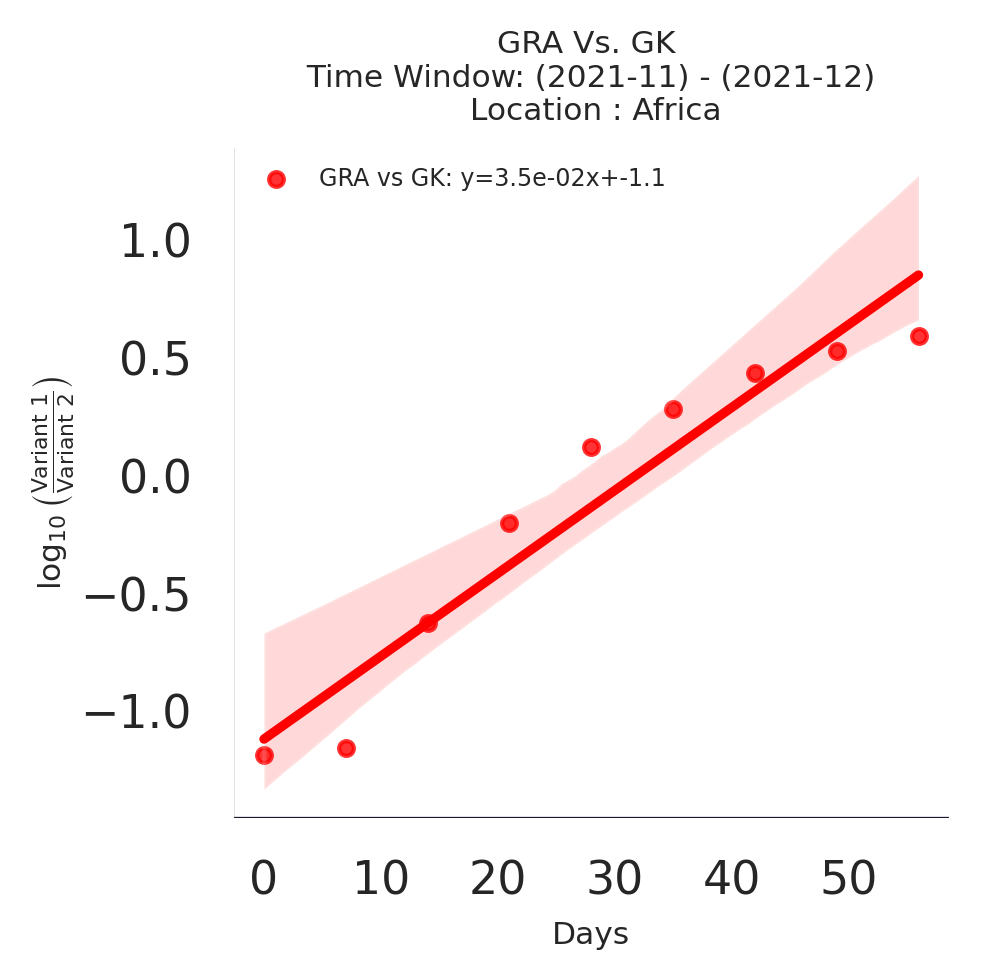 GRA Vs. GK
Time Window: (2021-11) - (2021-12)
Location : Africa
GRA vs GK: y=3.5e-02x+-1.1
1.0
0.5
0.0
−0.5
−1.0
log10 (Variant 1 / Variant 2)
0 10 20 30 40 50
Days